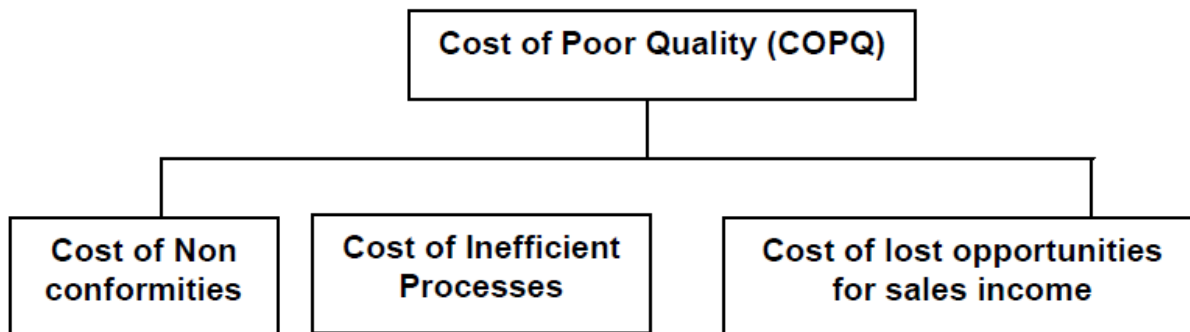 Cost of Poor Quality (COPQ)
Cost of Non
conformities
Cost of Inefficient
Processes
Cost of lost opportunities
for sales income